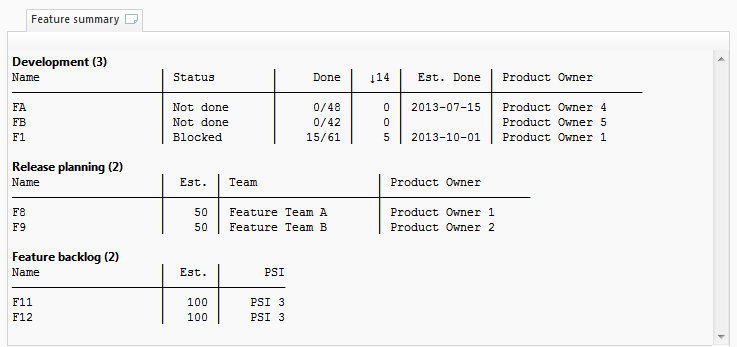 Feature summary
Development (3)
Name Status Done ↓14 Est. Done Product Owner
FA Not done 0/48 0 2013-07-15 Product Owner 4
FB Not done 0/42 0 Product Owner 5
F1 Blocked 15/61 5 2013-10-01 Product Owner 1
Release planning (2)
Name Est. Team Product Owner
F8 50 Feature Team A Product Owner 1
F9 50 Feature Team B Product Owner 2
Feature backlog (2)
Name Est. PSI
F11 100 PSI 3
F12 100 PSI 3